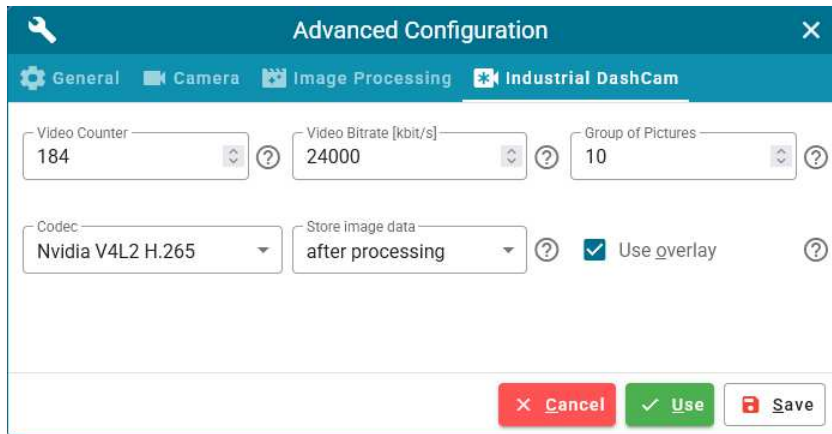 Advanced Configuration
General Camera Image Processing Industrial DashCam
Video Counter Video Bitrate [kbit/s] Group of Pictures
184 24000 10
Codec Store image data
Nvidia V4L2 H.265 after processing Use overlay
Cancel Use Save